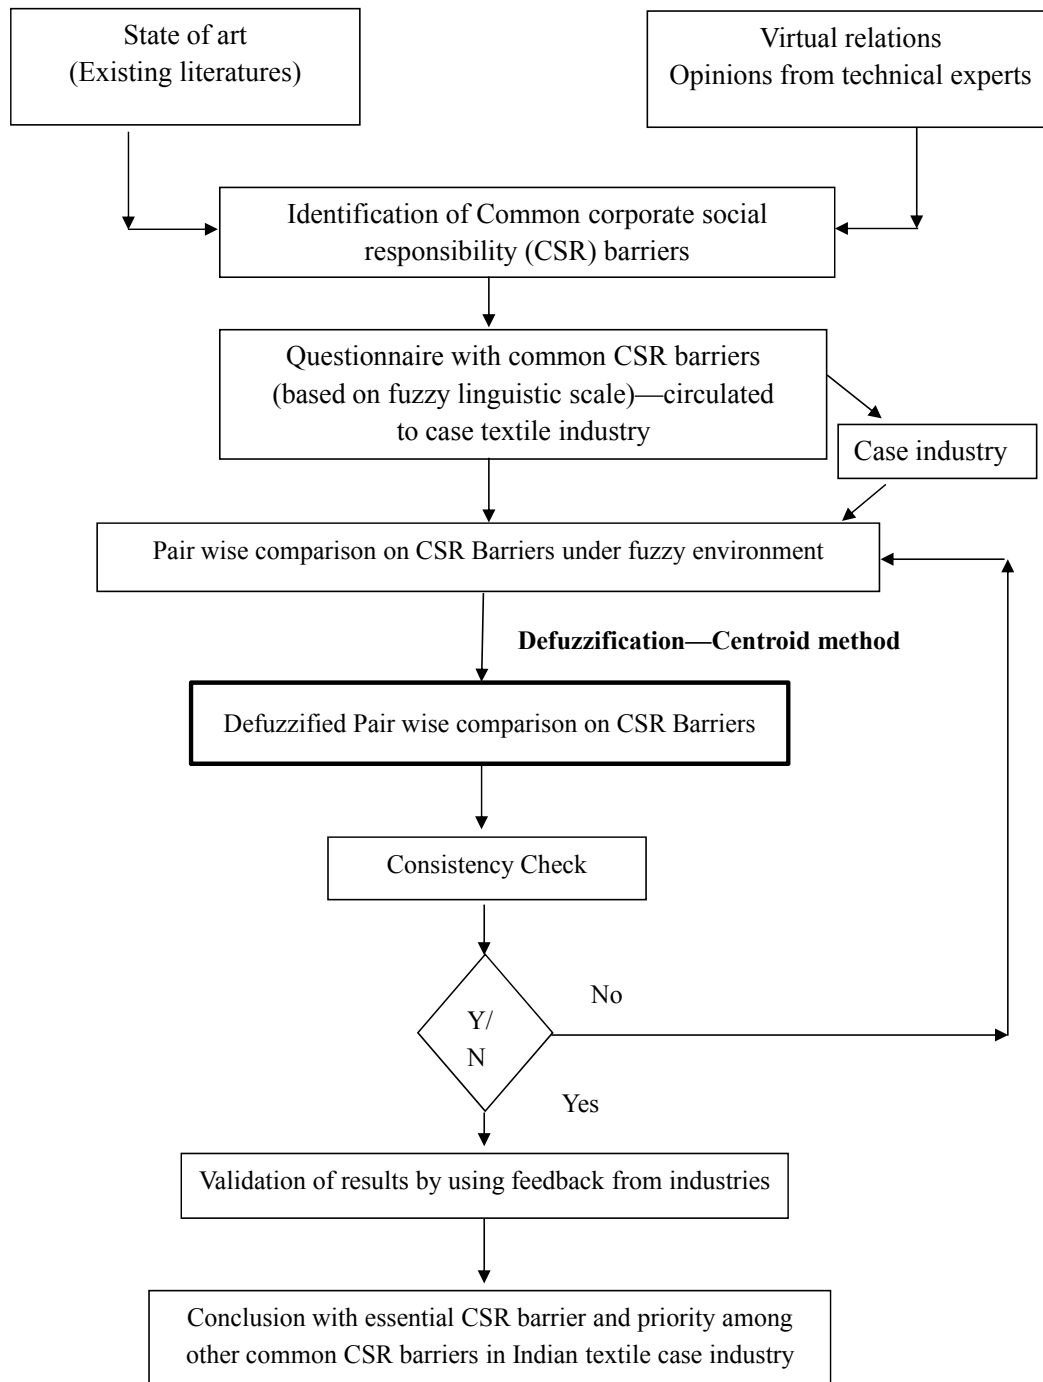 State of art
(Existing literatures)
Virtual relations
Opinions from technical experts
Identification of Common corporate social
responsibility (CSR) barriers
Questionnaire with common CSR barriers
(based on fuzzy linguistic scale)—circulated
to case textile industry
Case industry
Pair wise comparison on CSR Barriers under fuzzy environment
Defuzzification—Centroid method
Defuzzified Pair wise comparison on CSR Barriers
Consistency Check
No
Y/
N
Yes
Validation of results by using feedback from industries
Conclusion with essential CSR barrier and priority among
other common CSR barriers in Indian textile case industry